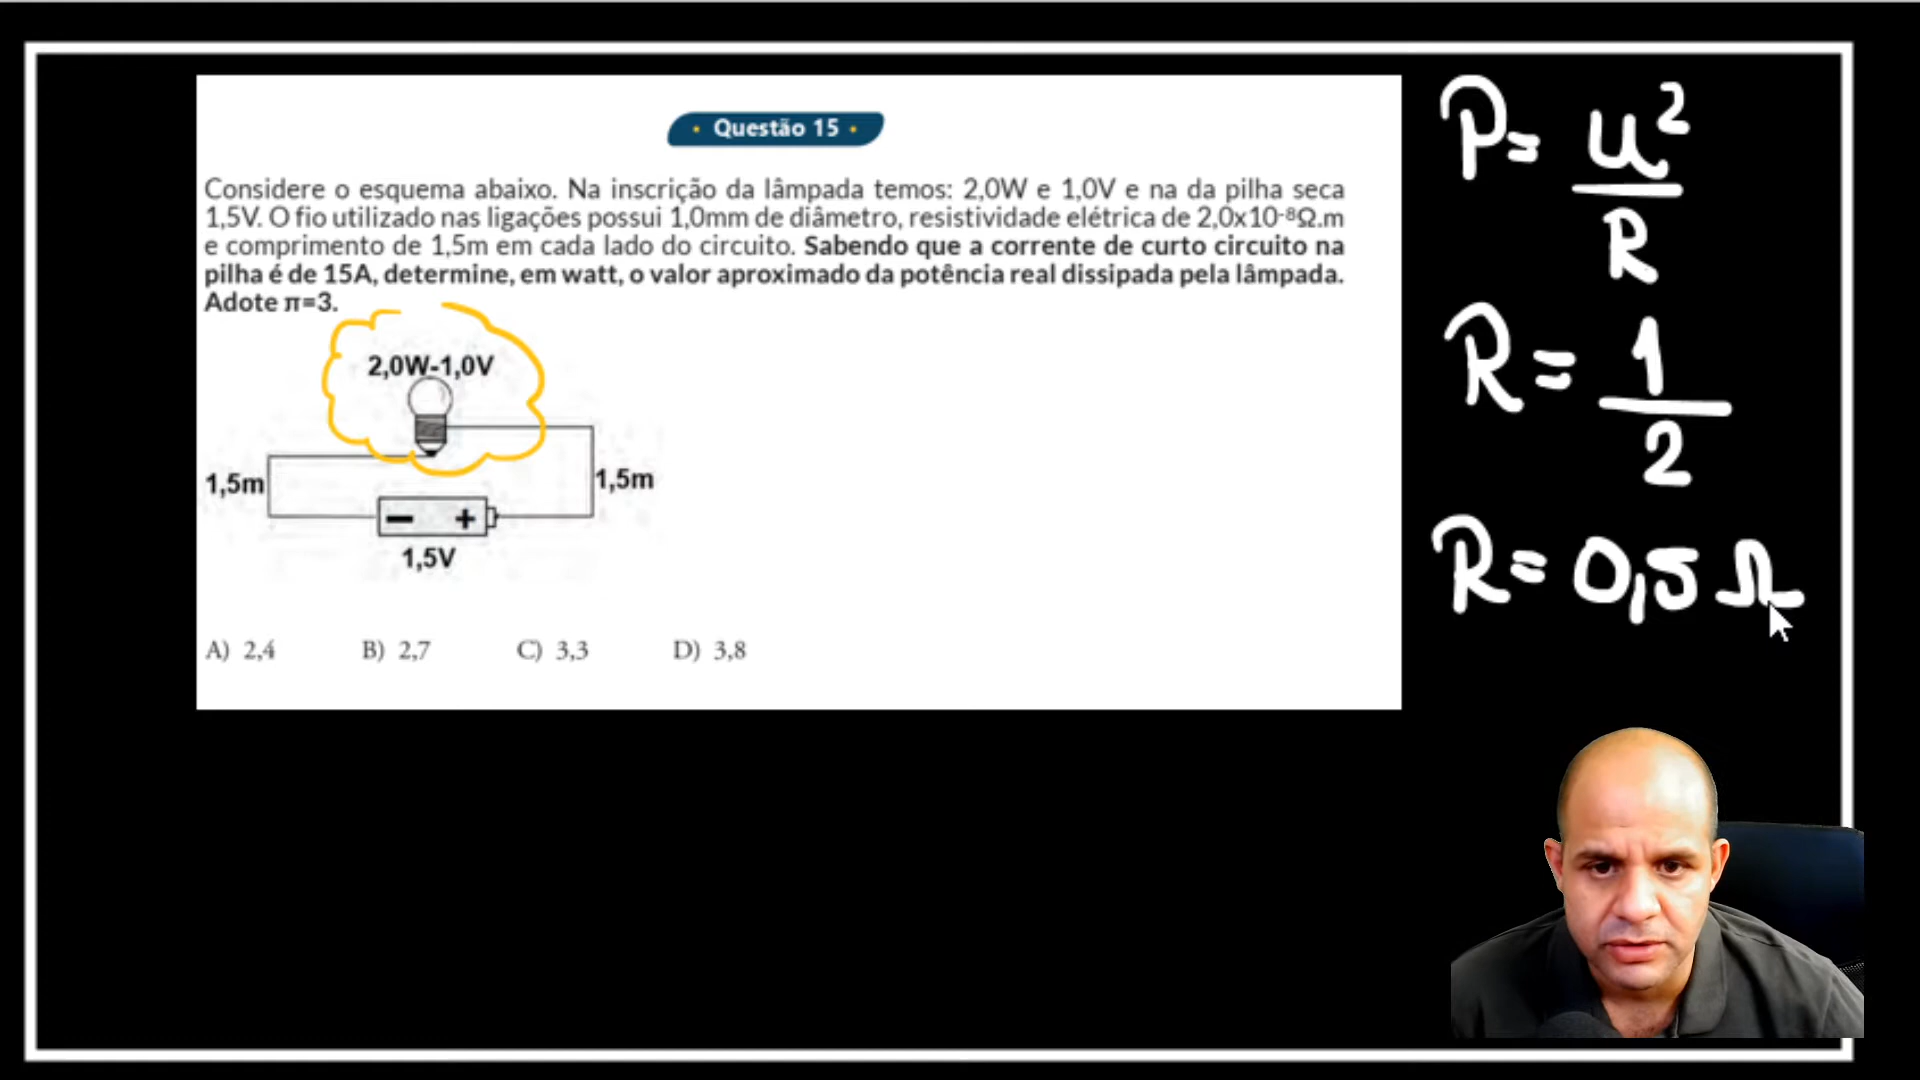 • Questão 15 •
Considere o esquema abaixo. Na inscrição da lâmpada temos: 2,0W e 1,0V e na da pilha seca
1,5V. O fio utilizado nas ligações possui 1,0mm de diâmetro, resistividade elétrica de 2,0x10⁻⁸Ω.m
e comprimento de 1,5m em cada lado do circuito. Sabendo que a corrente de curto circuito na
pilha é de 15A, determine, em watt, o valor aproximado da potência real dissipada pela lâmpada.
Adote π=3.
2,0W-1,0V
1,5m
1,5m
− +
1,5V
A) 2,4 B) 2,7 C) 3,3 D) 3,8
P= U²/R
R= 1/2
R= 0,5 Ω